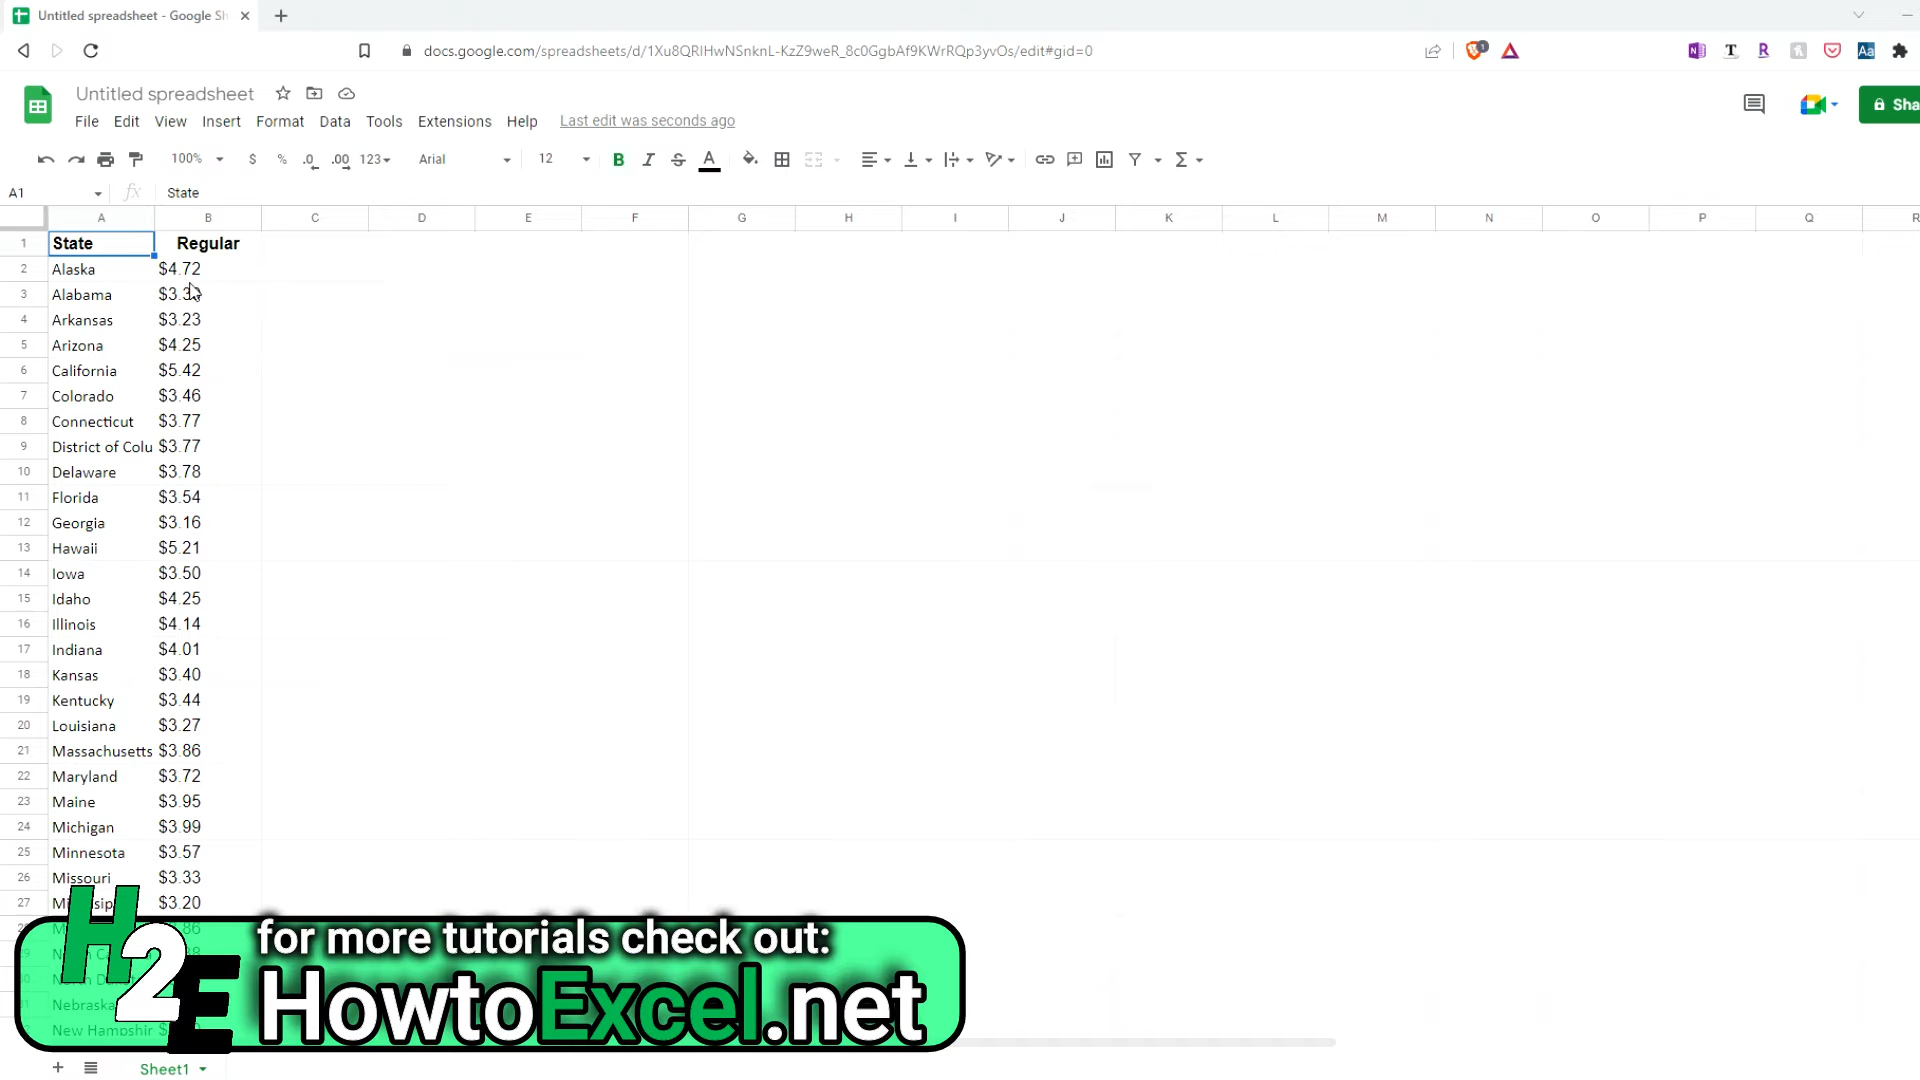 Untitled spreadsheet - Google Sh
docs.google.com/spreadsheets/d/1Xu8QRlHwNSnknL-KzZ9weR_8c0GgbAf9KWrRQp3yvOs/edit#gid=0
Untitled spreadsheet
File Edit View Insert Format Data Tools Extensions Help Last edit was seconds ago
Sha
100% $ % .0 .00 123 Arial 12 B I S A
A1 fx State
A B C D E F G H I J K L M N O P Q R
1 State Regular
2 Alaska $4.72
3 Alabama
4 Arkansas $3.23
5 Arizona $4.25
6 California $5.42
7 Colorado $3.46
8 Connecticut $3.77
9 District of Colu $3.77
10 Delaware $3.78
11 Florida $3.54
12 Georgia $3.16
13 Hawaii $5.21
14 Iowa $3.50
15 Idaho $4.25
16 Illinois $4.14
17 Indiana $4.01
18 Kansas $3.40
19 Kentucky $3.44
20 Louisiana $3.27
21 Massachusetts $3.86
22 Maryland $3.72
23 Maine $3.95
24 Michigan $3.99
25 Minnesota $3.57
26 Missouri $3.33
27 $3.20
Nebraska
New Hampshir
H2E
for more tutorials check out:
HowtoExcel.net
Sheet1